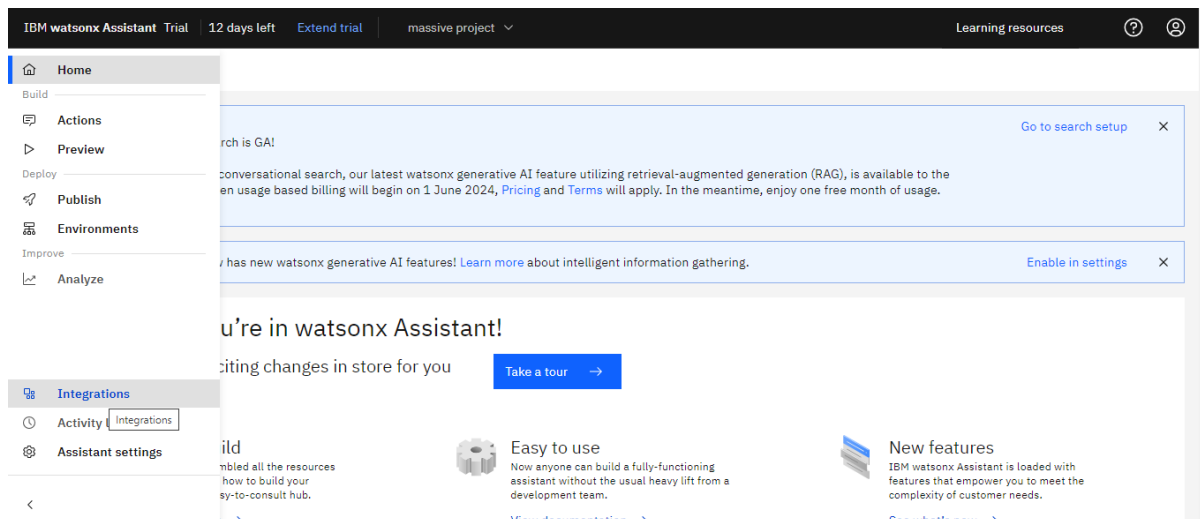 IBM watsonx Assistant Trial 12 days left Extend trial massive project Learning resources
Home
Build
Actions
Preview
Deploy
Publish
Environments
Improve
Analyze
Integrations
Integrations
Activity
Assistant settings
Go to search setup
rch is GA!
conversational search, our latest watsonx generative AI feature utilizing retrieval-augmented generation (RAG), is available to the
en usage based billing will begin on 1 June 2024, Pricing and Terms will apply. In the meantime, enjoy one free month of usage.
has new watsonx generative AI features! Learn more about intelligent information gathering. Enable in settings
u're in watsonx Assistant!
citing changes in store for you
Take a tour →
ild
mbled all the resources
how to build your
sy-to-consult hub.
Easy to use
Now anyone can build a fully-functioning
assistant without the usual heavy lift from a
development team.
View documentation
New features
IBM watsonx Assistant is loaded with
features that empower you to meet the
complexity of customer needs.
See what's new